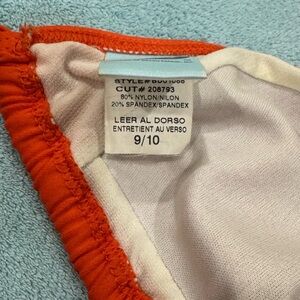 CUT# 208793
80% NYLON/NILON
20% SPANDEX/SPANDEX
LEER AL DORSO
ENTRETIENT AU VERSO
9/10